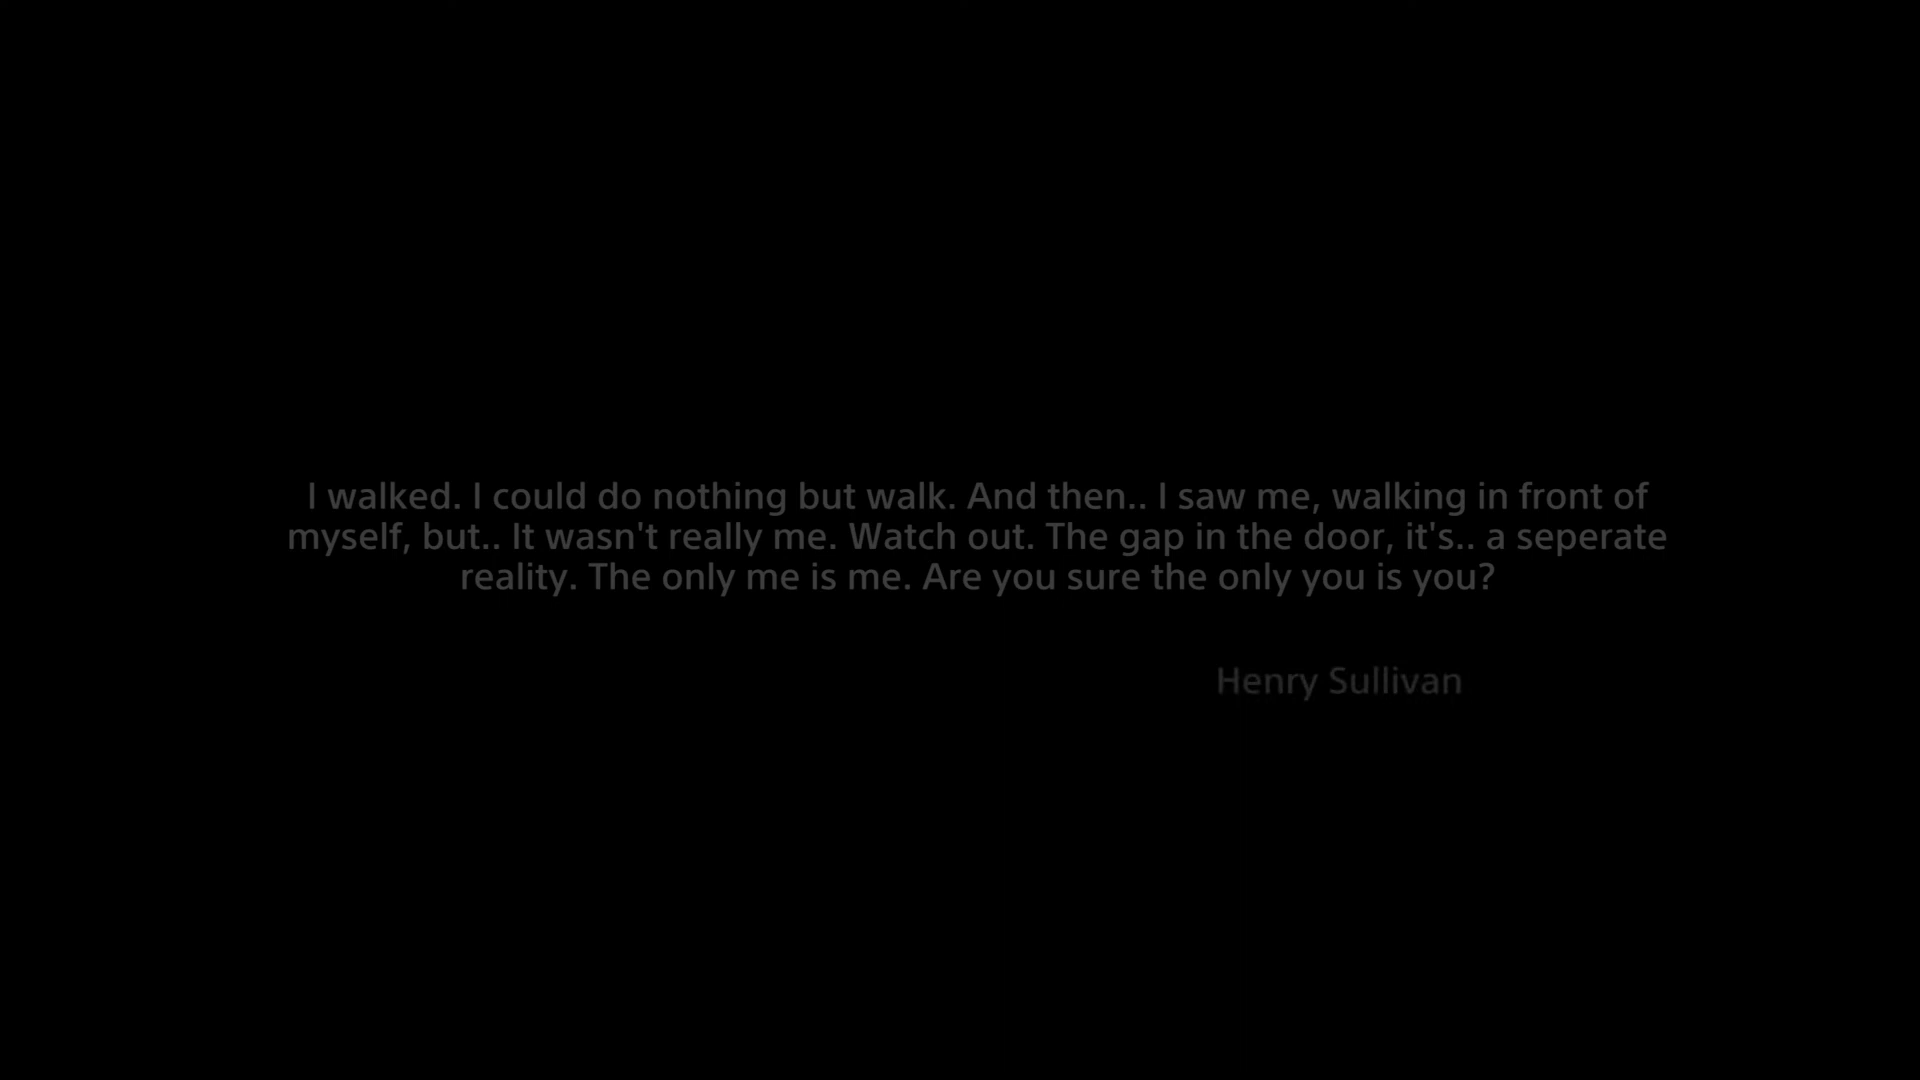 I walked. I could do nothing but walk. And then.. I saw me, walking in front of
myself, but.. It wasn't really me. Watch out. The gap in the door, it's.. a seperate
reality. The only me is me. Are you sure the only you is you?
Henry Sullivan